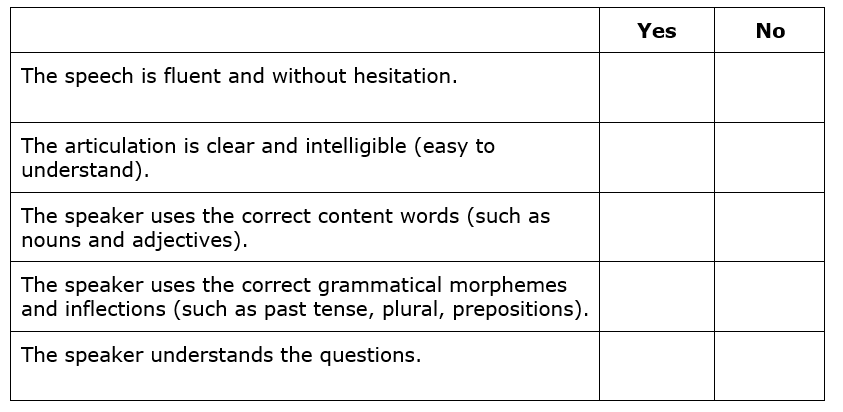 Yes No
The speech is fluent and without hesitation.
The articulation is clear and intelligible (easy to
understand).
The speaker uses the correct content words (such as
nouns and adjectives).
The speaker uses the correct grammatical morphemes
and inflections (such as past tense, plural, prepositions).
The speaker understands the questions.